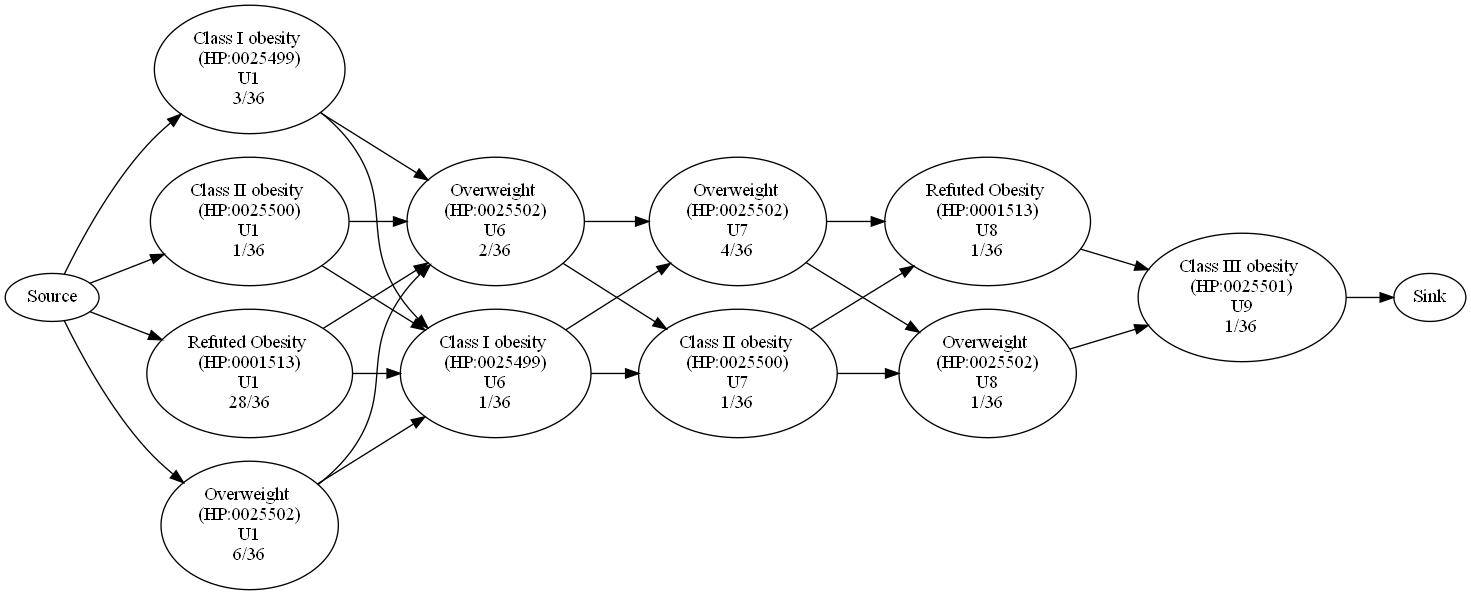 Source
Class I obesity
(HP:0025499)
U1
3/36
Class II obesity
(HP:0025500)
U1
1/36
Refuted Obesity
(HP:0001513)
U1
28/36
Overweight
(HP:0025502)
U1
6/36
Overweight
(HP:0025502)
U6
2/36
Class I obesity
(HP:0025499)
U6
1/36
Overweight
(HP:0025502)
U7
4/36
Class II obesity
(HP:0025500)
U7
1/36
Refuted Obesity
(HP:0001513)
U8
1/36
Overweight
(HP:0025502)
U8
1/36
Class III obesity
(HP:0025501)
U9
1/36
Sink